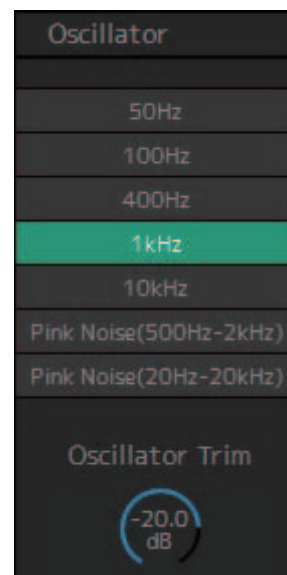 Oscillator
50Hz
100Hz
400Hz
1kHz
10kHz
Pink Noise(500Hz-2kHz)
Pink Noise(20Hz-20kHz)
Oscillator Trim
-20.0
dB